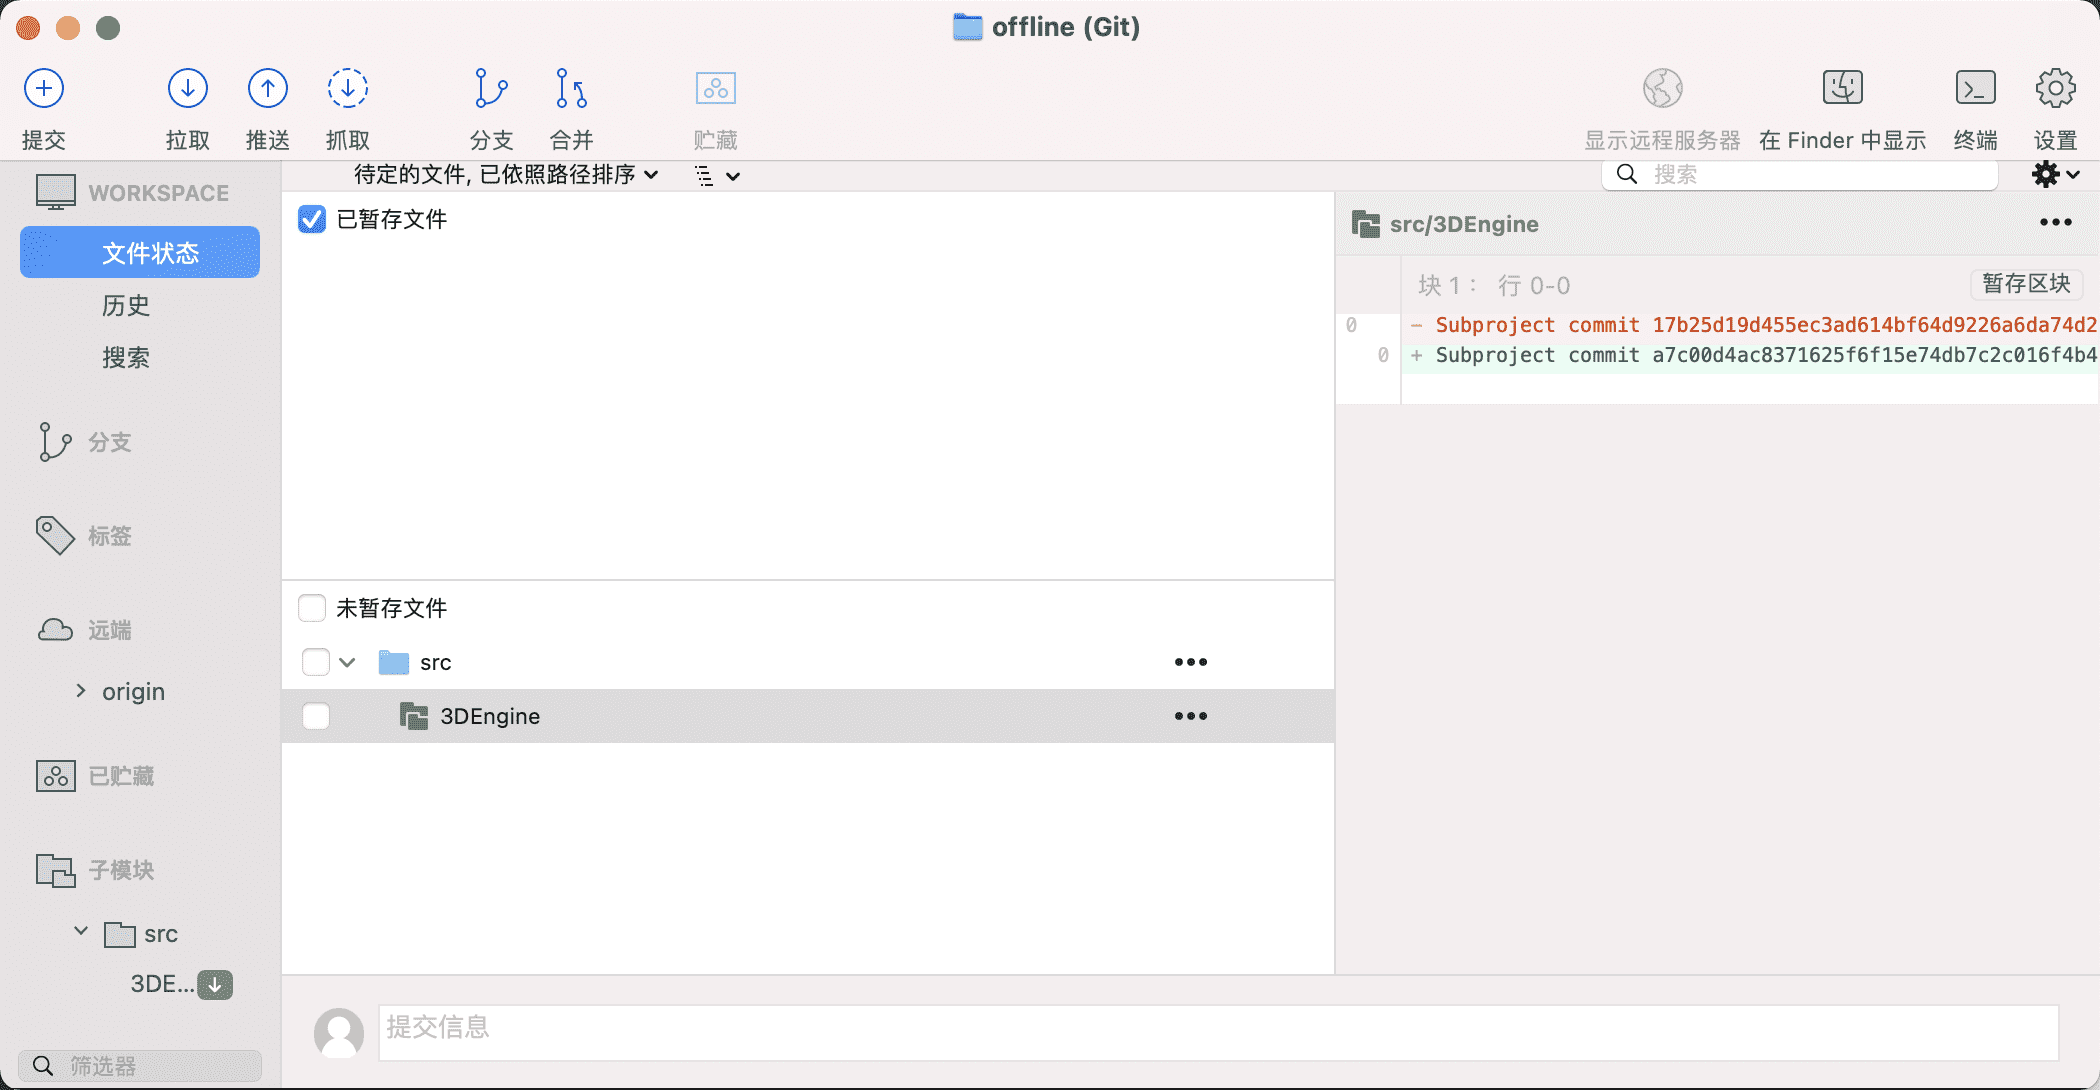 offline (Git)
提交
拉取
推送
抓取
分支
合并
贮藏
显示远程服务器
在 Finder 中显示
终端
设置
WORKSPACE
文件状态
历史
搜索
分支
标签
远端
origin
已贮藏
子模块
src
3DE...
筛选器
待定的文件, 已依照路径排序
搜索
已暂存文件
未暂存文件
src
3DEngine
src/3DEngine
块 1： 行 0-0
暂存区块
0 - Subproject commit 17b25d19d455ec3ad614bf64d9226a6da74d2
0 + Subproject commit a7c00d4ac8371625f6f15e74db7c2c016f4b4
提交信息